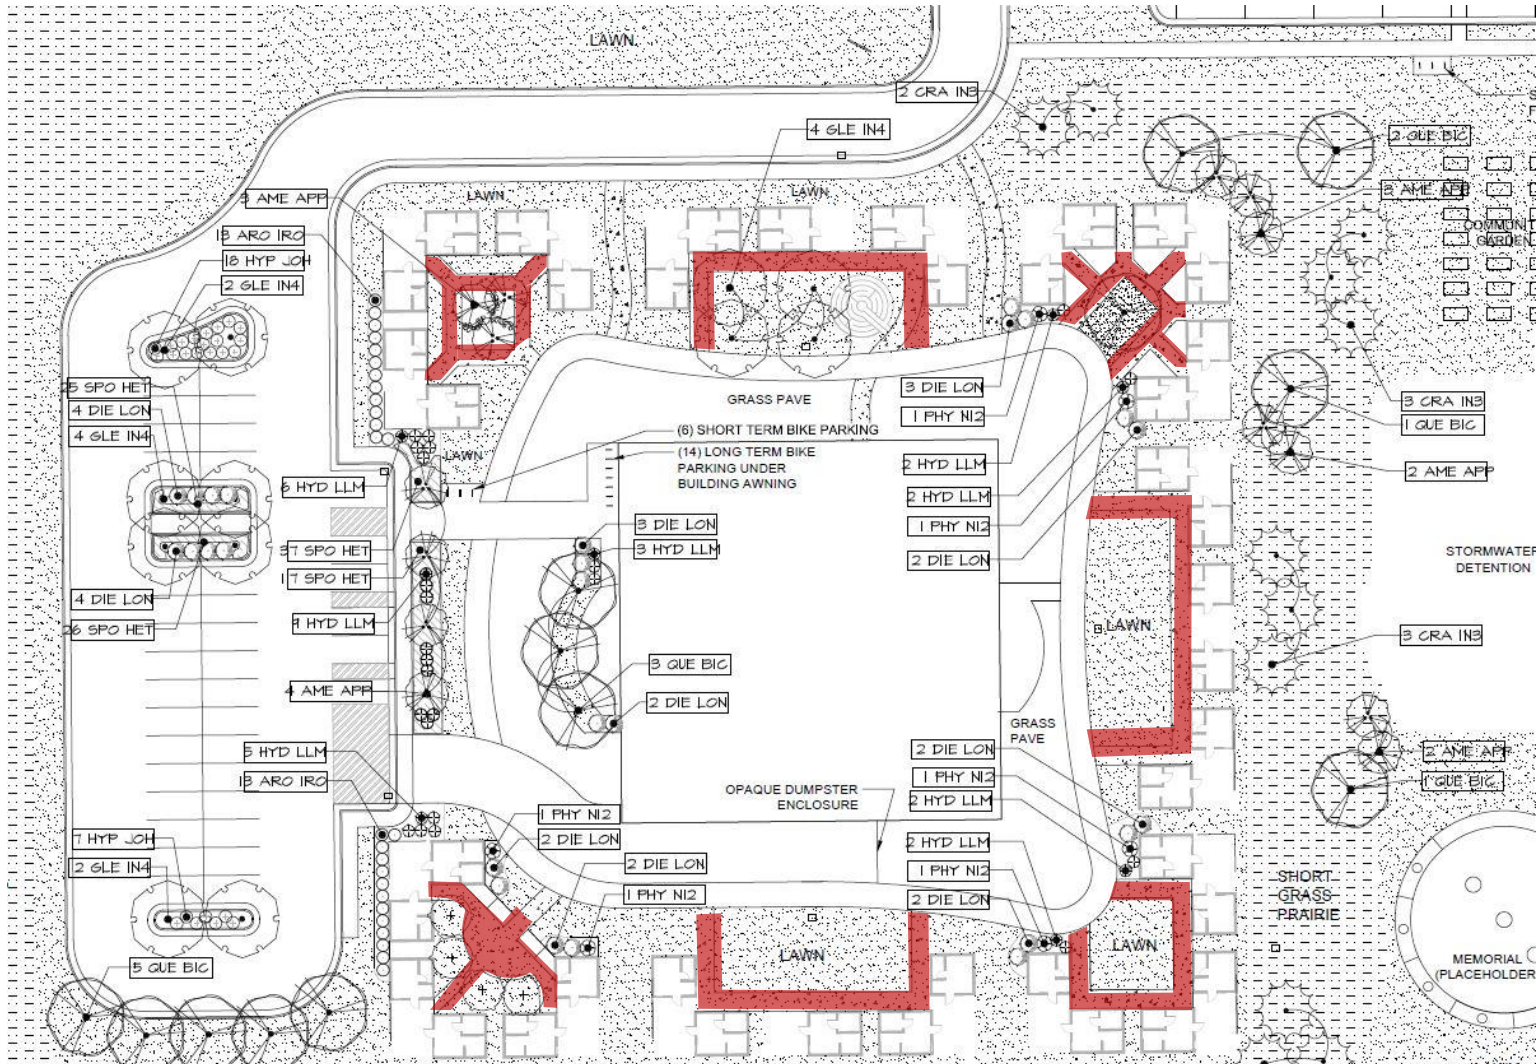 LAWN
2 CRA IN3
4 GLE IN4
2 QUE BIC
3 AME APP
LAWN
LAWN
3 AME APP
13 ARO IRO
COMMUNIT
GARDEN
18 HYP JOH
2 GLE IN4
25 SPO HET
4 DIE LON
4 GLE IN4
3 DIE LON
1 PHY NI2
GRASS PAVE
3 CRA IN3
1 QUE BIC
(6) SHORT TERM BIKE PARKING
(14) LONG TERM BIKE
PARKING UNDER
BUILDING AWNING
LAWN
2 HYD LLM
2 AME APP
6 HYD LLM
2 HYD LLM
1 PHY NI2
3 DIE LON
3 HYD LLM
37 SPO HET
2 DIE LON
STORMWATER
DETENTION
17 SPO HET
4 DIE LON
26 SPO HET
9 HYD LLM
LAWN
3 CRA IN3
3 QUE BIC
4 AME APP
2 DIE LON
GRASS
PAVE
5 HYD LLM
2 DIE LON
2 AME APP
13 ARO IRO
1 PHY NI2
1 QUE BIC
OPAQUE DUMPSTER
ENCLOSURE
2 HYD LLM
1 PHY NI2
7 HYP JOH
2 DIE LON
2 HYD LLM
2 GLE IN4
2 DIE LON
1 PHY NI2
SHORT
GRASS
PRAIRIE
1 PHY NI2
2 DIE LON
LAWN
LAWN
5 QUE BIC
MEMORIAL
(PLACEHOLDER